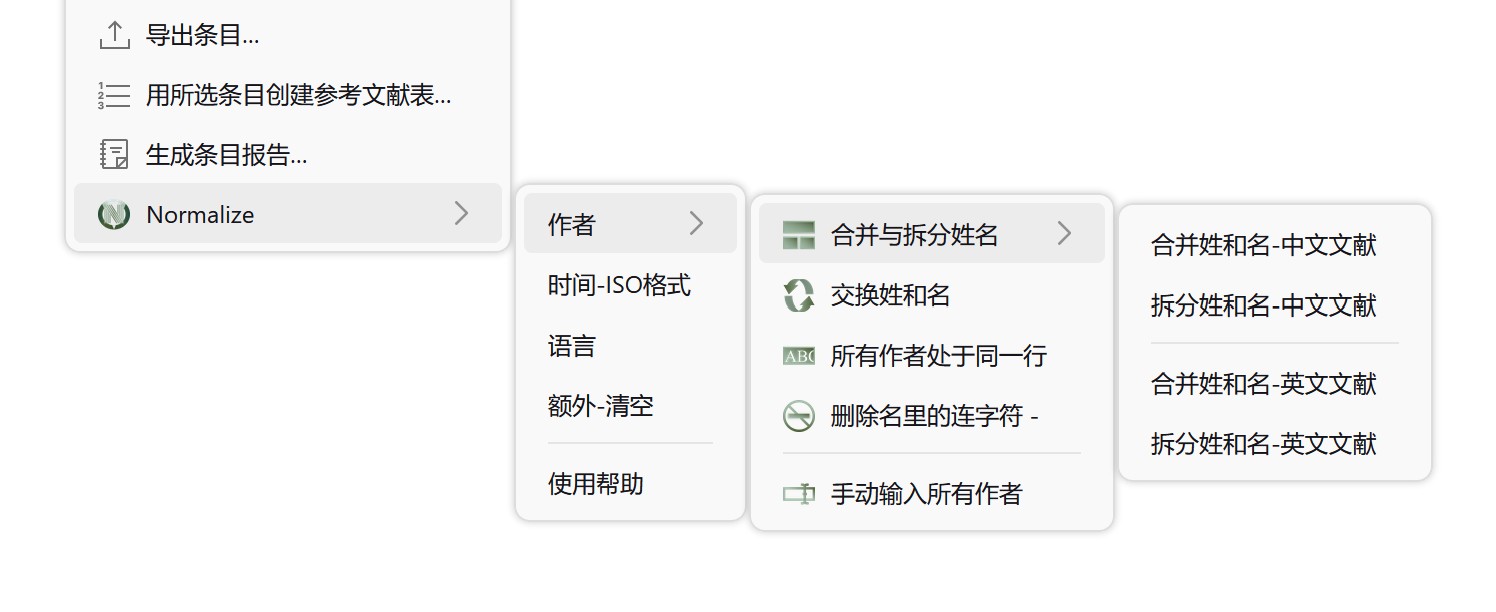 导出条目...
用所选条目创建参考文献表...
生成条目报告...
Normalize
作者
时间-ISO格式
语言
额外-清空
使用帮助
合并与拆分姓名
交换姓和名
ABC
所有作者处于同一行
删除名里的连字符 -
手动输入所有作者
合并姓和名-中文文献
拆分姓和名-中文文献
合并姓和名-英文文献
拆分姓和名-英文文献